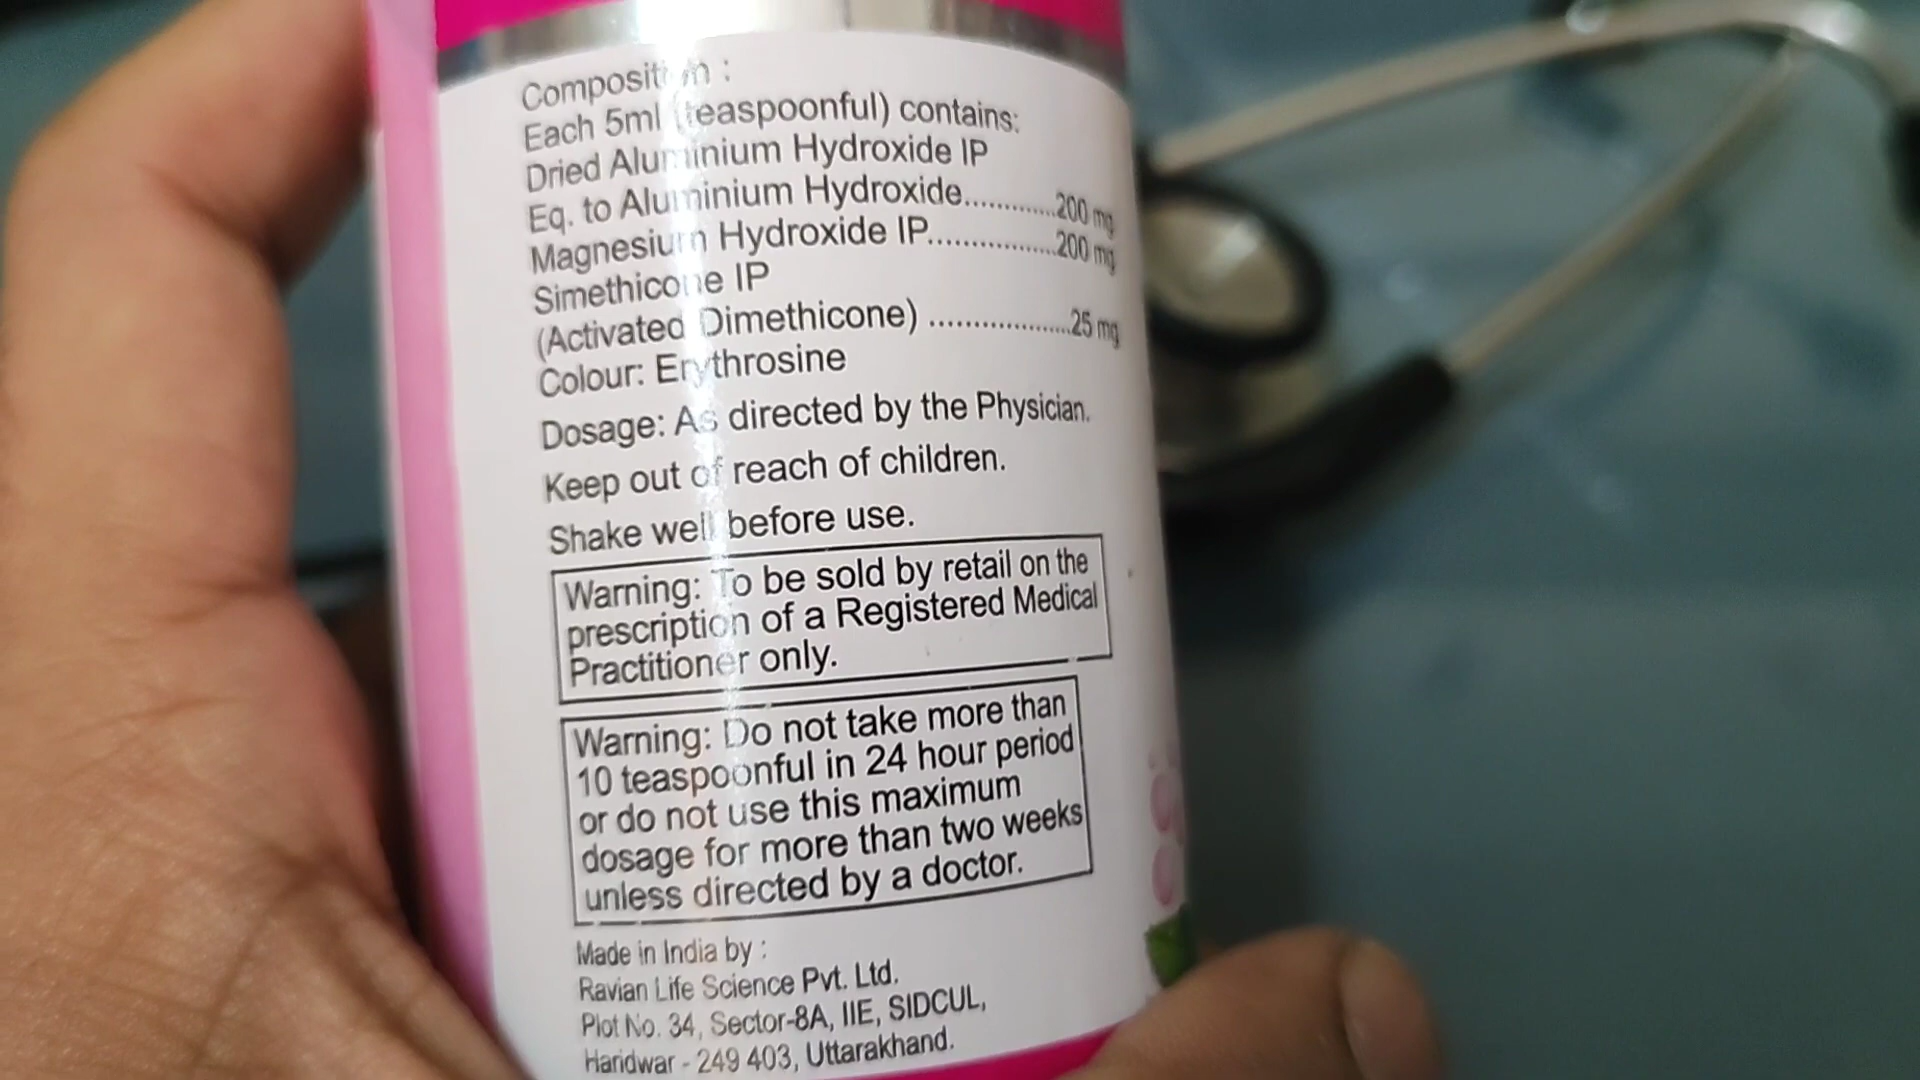 Composition :
Each 5ml (teaspoonful) contains:
Dried Aluminium Hydroxide IP
Eq. to Aluminium Hydroxide.............200 mg
Magnesium Hydroxide IP..................200 mg
Simethicone IP
(Activated Dimethicone) ...................25 mg
Colour: Erythrosine
Dosage: As directed by the Physician.
Keep out of reach of children.
Shake well before use.
Warning: To be sold by retail on the
prescription of a Registered Medical
Practitioner only.
Warning: Do not take more than
10 teaspoonful in 24 hour period
or do not use this maximum
dosage for more than two weeks
unless directed by a doctor.
Made in India by :
Ravian Life Science Pvt. Ltd.
Plot No. 34, Sector-8A, IIE, SIDCUL,
Haridwar - 249 403, Uttarakhand.